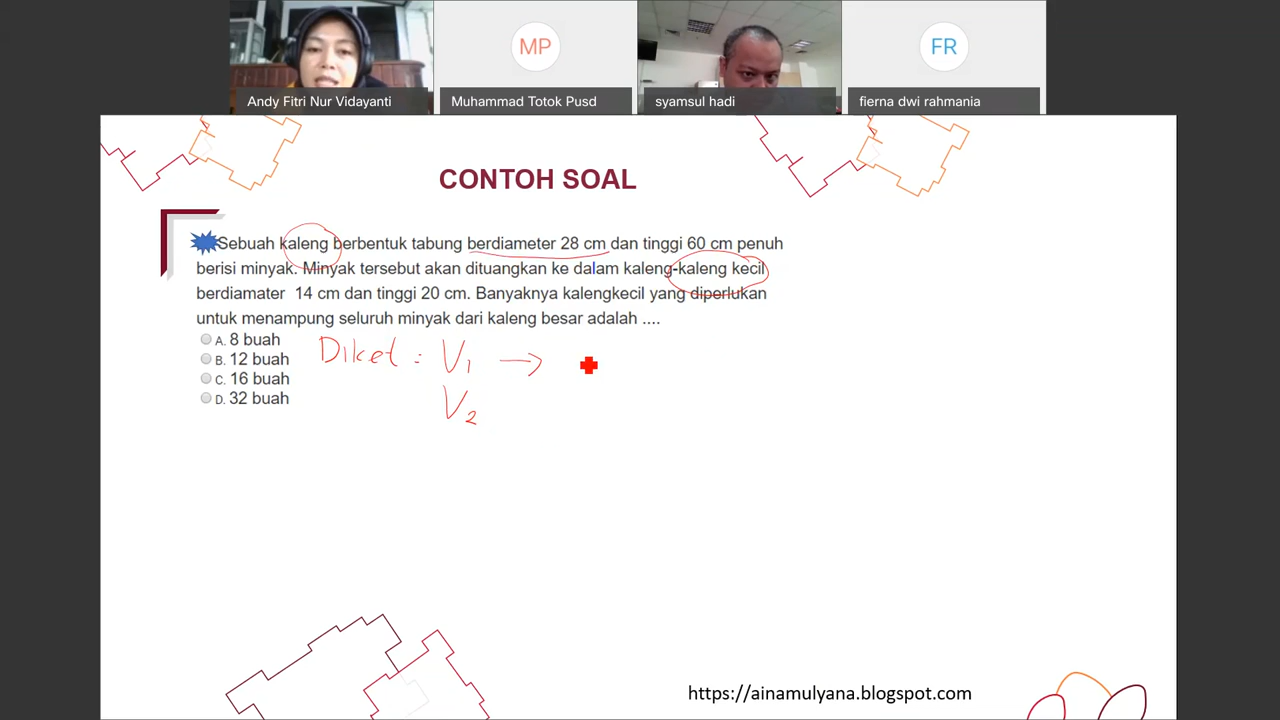 MP
FR
Andy Fitri Nur Vidayanti
Muhammad Totok Pusd
syamsul hadi
fierna dwi rahmania
CONTOH SOAL
Sebuah kaleng berbentuk tabung berdiameter 28 cm dan tinggi 60 cm penuh
berisi minyak. Minyak tersebut akan dituangkan ke dalam kaleng-kaleng kecil
berdiamater 14 cm dan tinggi 20 cm. Banyaknya kalengkecil yang diperlukan
untuk menampung seluruh minyak dari kaleng besar adalah ....
A. 8 buah
B. 12 buah
C. 16 buah
D. 32 buah
Diket : V1 →
V2
https://ainamulyana.blogspot.com